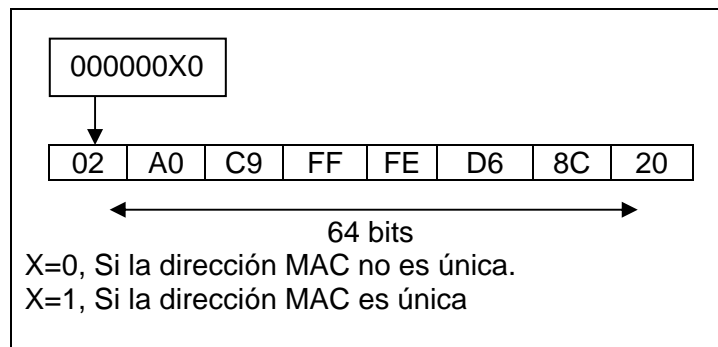 000000X0
02 A0 C9 FF FE D6 8C 20
64 bits
X=0, Si la dirección MAC no es única.
X=1, Si la dirección MAC es única